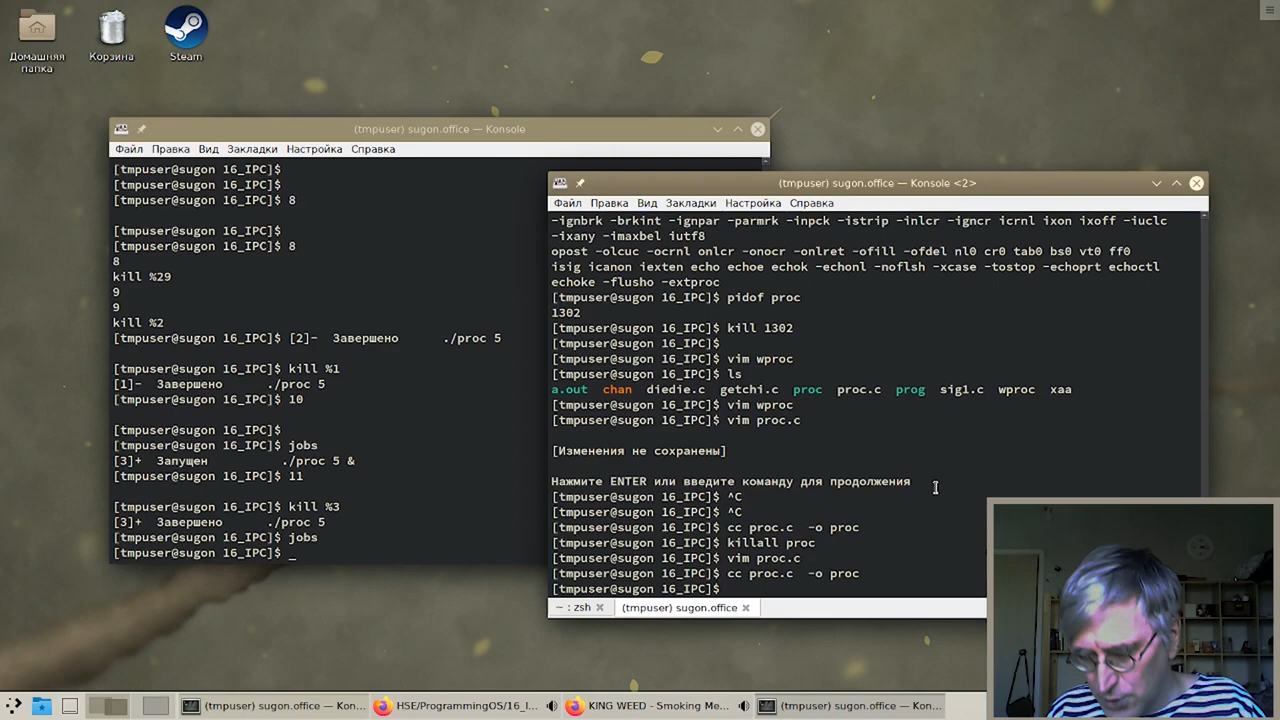 Домашняя
папка
Корзина
Steam
(tmpuser) sugon.office — Konsole
Файл Правка Вид Закладки Настройка Справка
[tmpuser@sugon 16_IPC]$
[tmpuser@sugon 16_IPC]$
[tmpuser@sugon 16_IPC]$ 8
[tmpuser@sugon 16_IPC]$
[tmpuser@sugon 16_IPC]$ 8
8
kill %29
9
9
kill %2
[tmpuser@sugon 16_IPC]$ [2]- Завершено ./proc 5
[tmpuser@sugon 16_IPC]$ kill %1
[1]- Завершено ./proc 5
[tmpuser@sugon 16_IPC]$ 10
[tmpuser@sugon 16_IPC]$
[tmpuser@sugon 16_IPC]$ jobs
[3]+ Запущен ./proc 5 &
[tmpuser@sugon 16_IPC]$ 11
[tmpuser@sugon 16_IPC]$ kill %3
[3]+ Завершено ./proc 5
[tmpuser@sugon 16_IPC]$ jobs
[tmpuser@sugon 16_IPC]$ _
(tmpuser) sugon.office — Konsole <2>
Файл Правка Вид Закладки Настройка Справка
-ignbrk -brkint -ignpar -parmrk -inpck -istrip -inlcr -igncr icrnl ixon ixoff -iuclc
-ixany -imaxbel iutf8
opost -olcuc -ocrnl onlcr -onocr -onlret -ofill -ofdel nl0 cr0 tab0 bs0 vt0 ff0
isig icanon iexten echo echoe echok -echonl -noflsh -xcase -tostop -echoprt echoctl
echoke -flusho -extproc
[tmpuser@sugon 16_IPC]$ pidof proc
1302
[tmpuser@sugon 16_IPC]$ kill 1302
[tmpuser@sugon 16_IPC]$
[tmpuser@sugon 16_IPC]$ vim wproc
[tmpuser@sugon 16_IPC]$ ls
a.out chan diedie.c getchi.c proc proc.c prog sig1.c wproc xaa
[tmpuser@sugon 16_IPC]$ vim wproc
[tmpuser@sugon 16_IPC]$ vim proc.c
[Изменения не сохранены]
Нажмите ENTER или введите команду для продолжения
[tmpuser@sugon 16_IPC]$ ^C
[tmpuser@sugon 16_IPC]$ ^C
[tmpuser@sugon 16_IPC]$ cc proc.c -o proc
[tmpuser@sugon 16_IPC]$ killall proc
[tmpuser@sugon 16_IPC]$ vim proc.c
[tmpuser@sugon 16_IPC]$ cc proc.c -o proc
[tmpuser@sugon 16_IPC]$
~ : zsh
(tmpuser) sugon.office
(tmpuser) sugon.office — Kon...
HSE/ProgrammingOS/16_I...
KING WEED - Smoking Me...
(tmpuser) sugon.office — Kon...